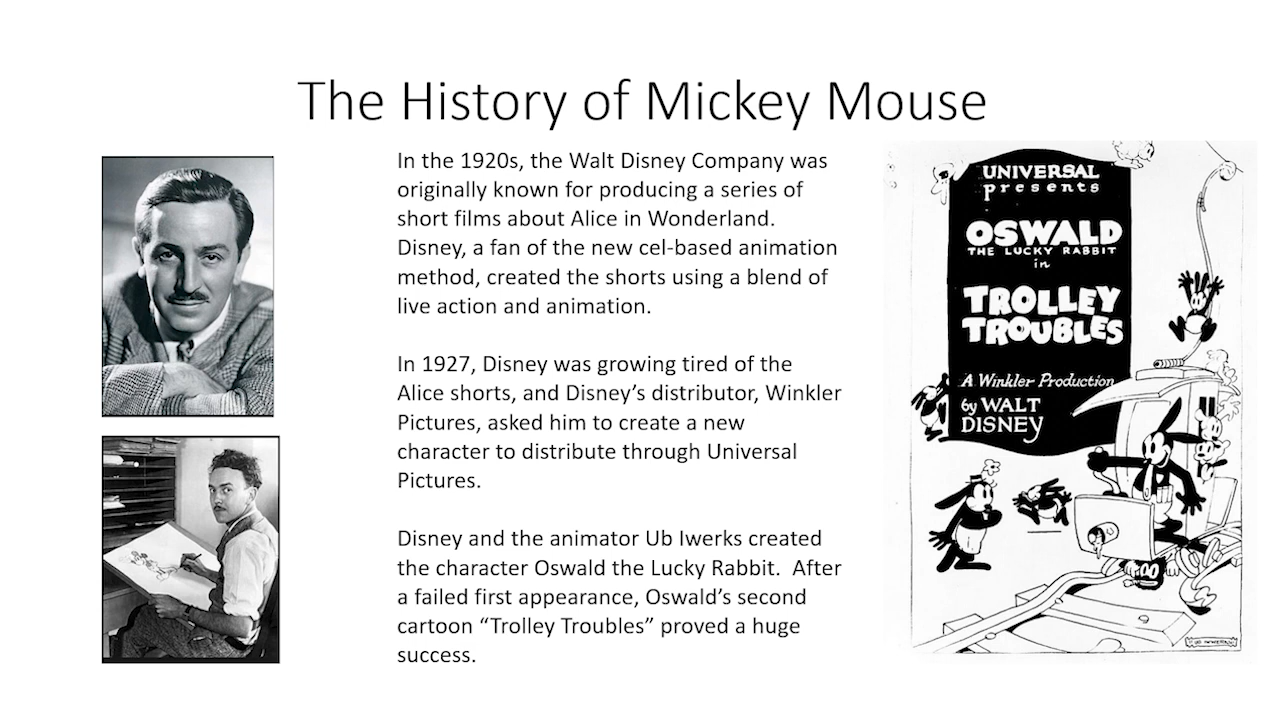 The History of Mickey Mouse
In the 1920s, the Walt Disney Company was
originally known for producing a series of
short films about Alice in Wonderland.
Disney, a fan of the new cel-based animation
method, created the shorts using a blend of
live action and animation.
In 1927, Disney was growing tired of the
Alice shorts, and Disney’s distributor, Winkler
Pictures, asked him to create a new
character to distribute through Universal
Pictures.
Disney and the animator Ub Iwerks created
the character Oswald the Lucky Rabbit.  After
a failed first appearance, Oswald’s second
cartoon “Trolley Troubles” proved a huge
success.
UNIVERSAL
presents
OSWALD
THE LUCKY RABBIT
in
TROLLEY
TROUBLES
A Winkler Production
by WALT
DISNEY